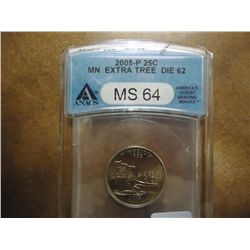 2005-P 25C
MN EXTRA TREE DIE 62
ANACS
MS 64
AMERICA'S
OLDEST
GRADING
SERVICE